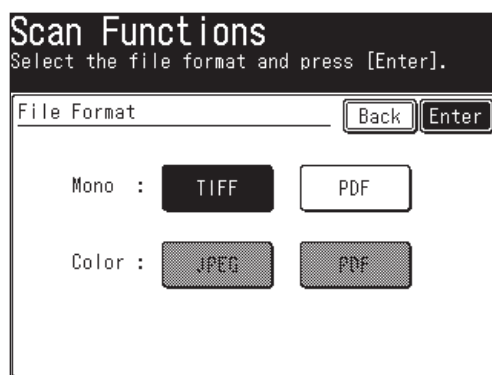 Scan Functions
Select the file format and press [Enter].
File Format Back Enter
Mono : TIFF PDF
Color : JPEG PDF